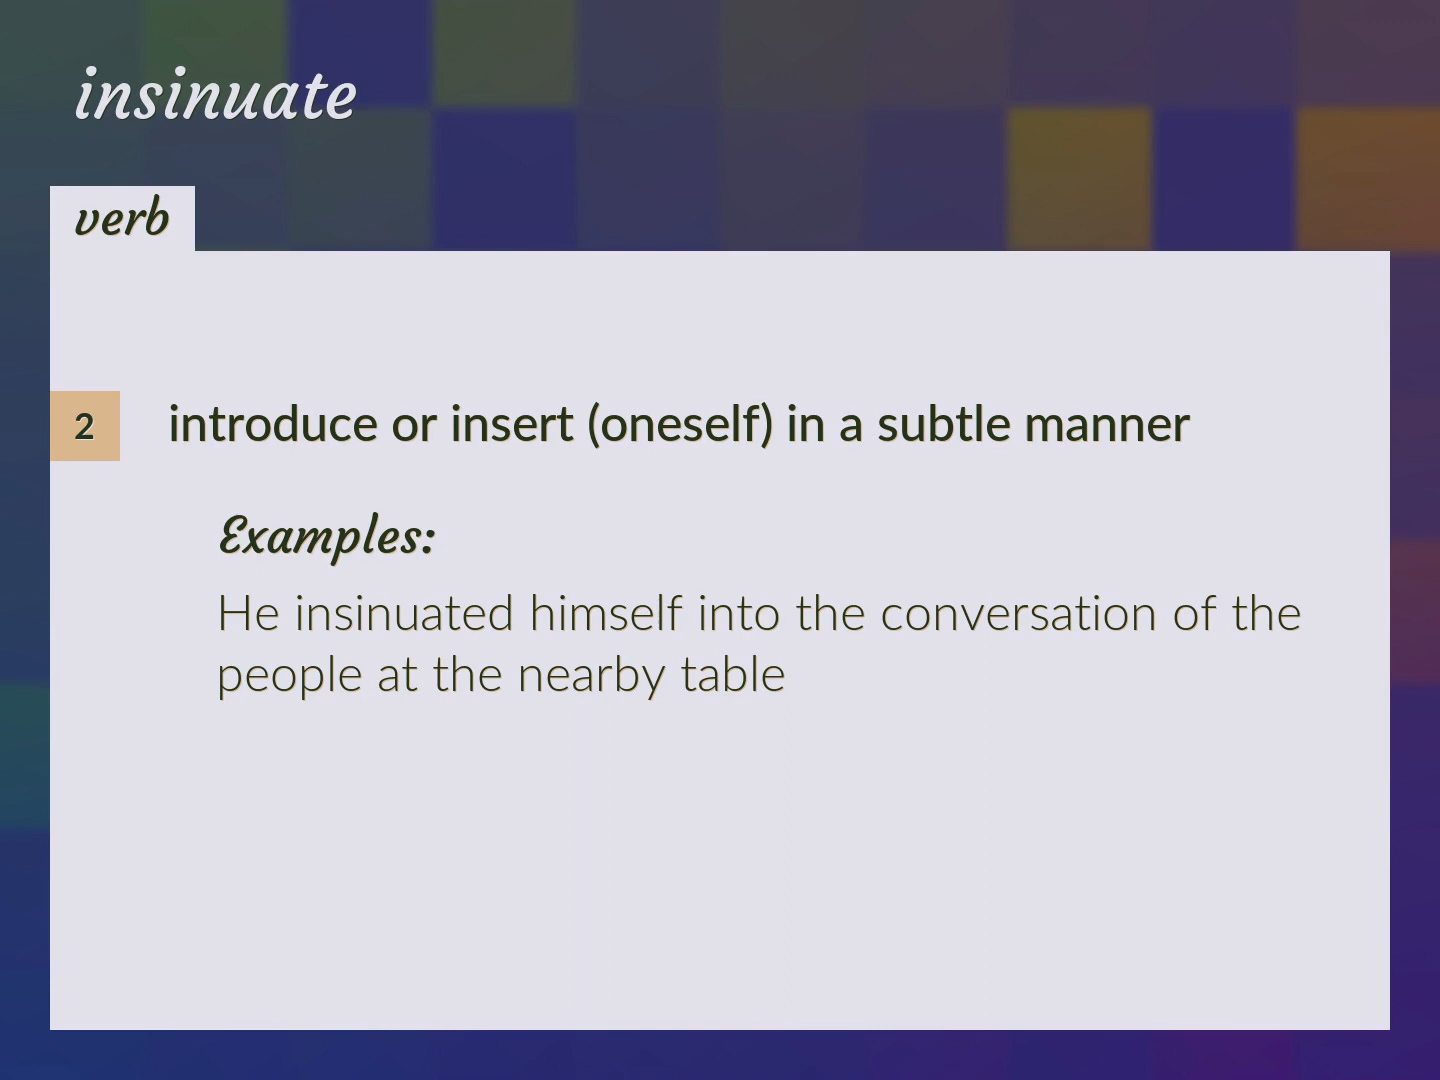 insinuate
verb
2 introduce or insert (oneself) in a subtle manner
Examples:
He insinuated himself into the conversation of the
people at the nearby table